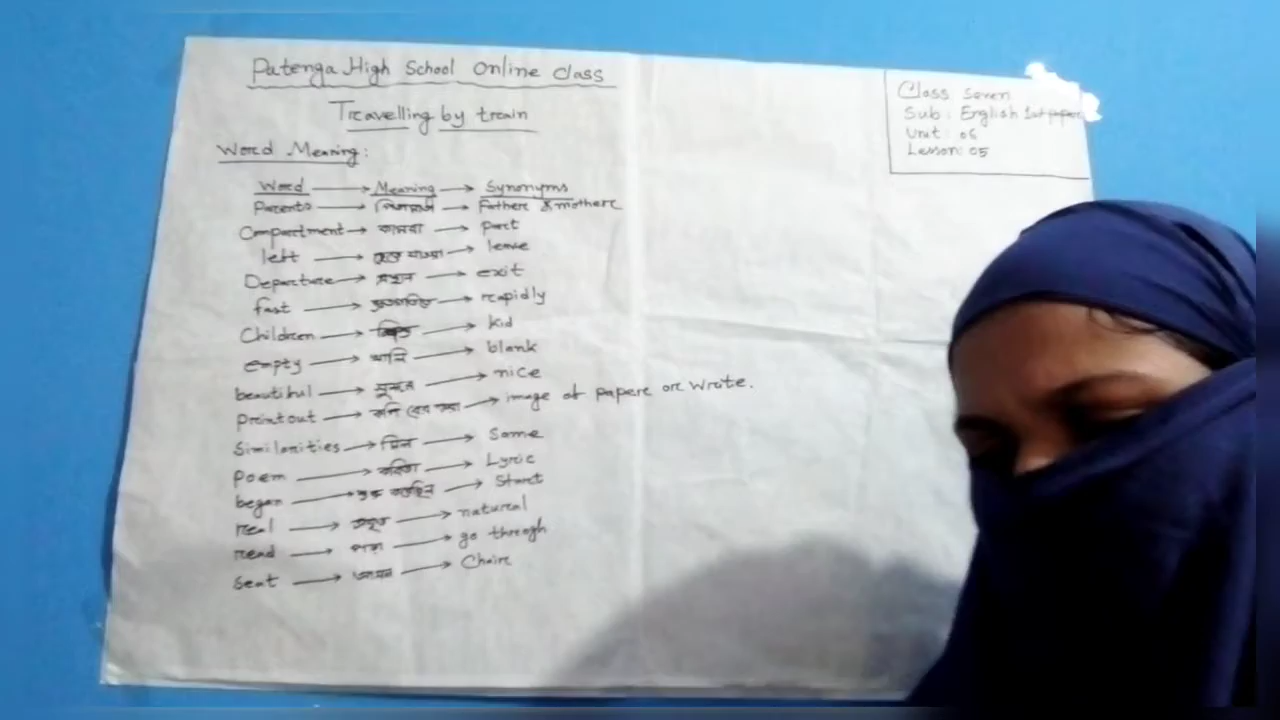 Patenga High School Online Class
Travelling by train
Class Seven
Sub: English 1st paper
Unit: 06
Lesson: 05
Word Meaning:
Word → Meaning → Synonyms
Parents → পিতামাতা → Father & mother
Compartment → কামরা → part
left → ছেড়ে যাওয়া → leave
Departure → প্রস্থান → exit
fast → দ্রুতগতিতে → rapidly
Children → শিশু → kid
empty → খালি → blank
beautiful → সুন্দর → nice
Printout → কপি বের করা → image of paper or write.
Similarities → মিল → Same
Poem → কবিতা → Lyric
began → শুরু করেছিল → Start
real → প্রকৃত → natural
read → পড়া → go throgh
Seat → আসন → Chair